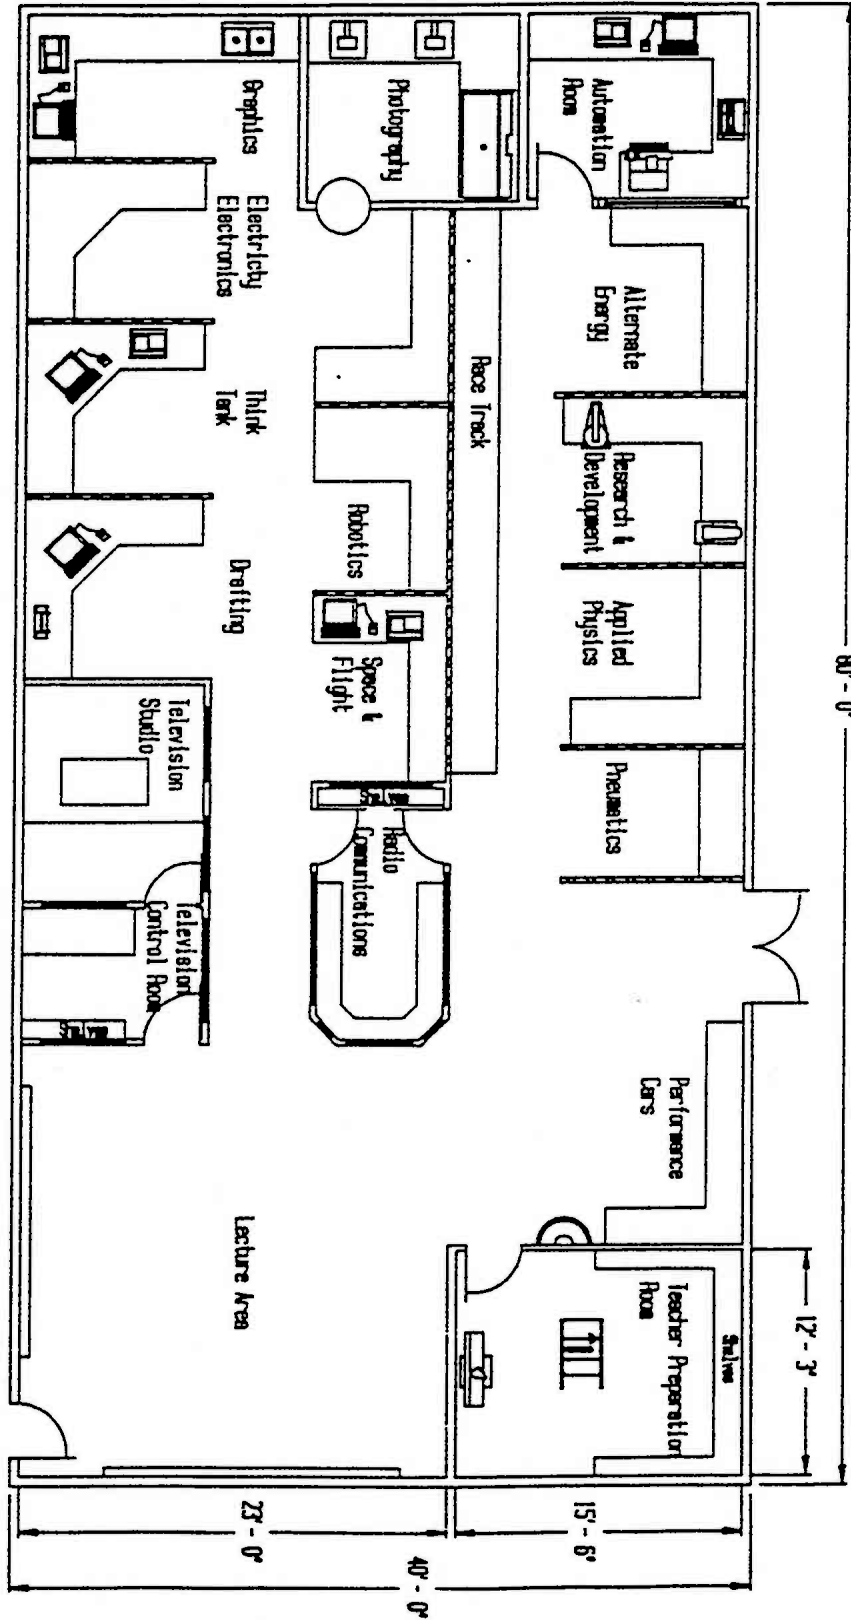 60' - 0"
12' - 3"
Shelves
Automation
Room
Alternate
Energy
Research &
Development
Applied
Physics
Pneumatics
Performance
Cars
Teacher Preparation
Room
15' - 6"
40' - 0"
Race Track
Photography
Robotics
Space &
Flight
Radio
Communications
Graphics
Electricty
Electronics
Think
Tank
Drafting
Television
Studio
Television
Control Room
Lecture Area
23' - 0"